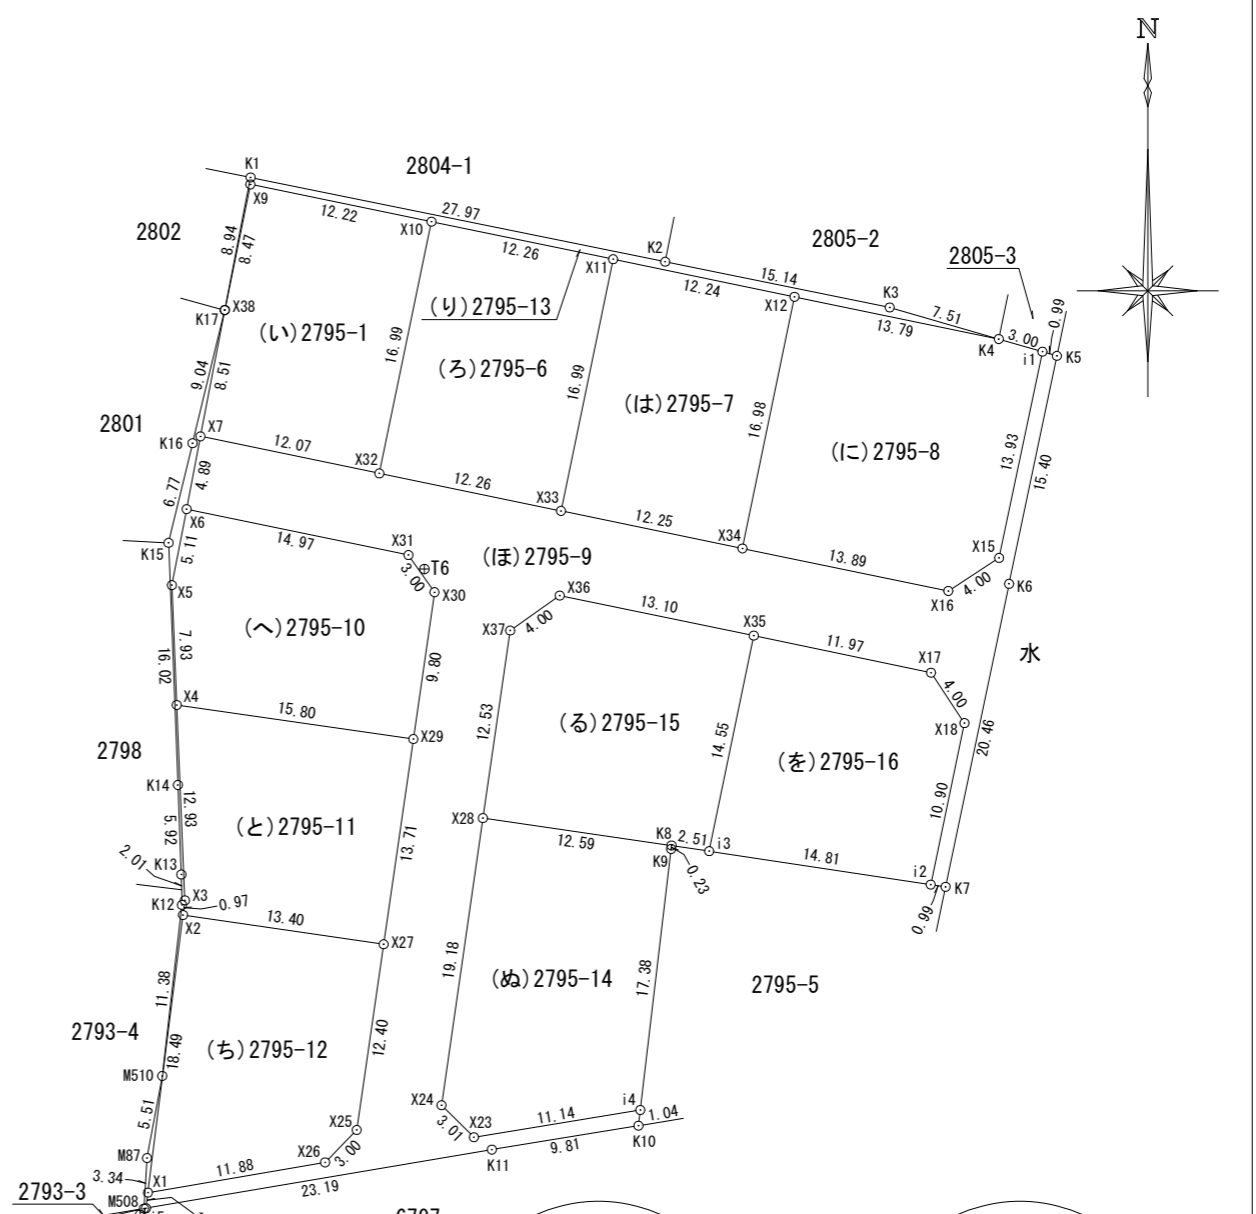 N
K1
2804-1
X9
12.22
27.97
X10
2802
8.94
8.47
12.26
K2
2805-2
2805-3
X11
15.14
12.24
X12
K3
7.51
0.99
13.79
3.00
K4
i1
K5
K17
X38
(い)2795-1
(り)2795-13
16.99
(ろ)2795-6
16.99
(は)2795-7
16.98
(に)2795-8
13.93
15.40
9.04
8.51
2801
K16
X7
12.07
X32
12.26
X33
12.25
X34
13.89
X15
4.00
X16
K6
6.77
4.89
X6
K15
5.11
14.97
X31
3.00
T6
(ほ)2795-9
X5
X30
X36
13.10
X35
11.97
X17
水
X37
4.00
4.00
X18
(へ)2795-10
7.93
16.02
9.80
X4
15.80
X29
12.53
(る)2795-15
14.55
(を)2795-16
20.46
10.90
2798
K14
12.93
5.92
(と)2795-11
13.71
X28
12.59
K8
2.51
i3
K9
0.23
14.81
i2
K7
0.99
2.01
K13
X3
K12
0.97
X2
13.40
X27
11.38
18.49
19.18
(ぬ)2795-14
17.38
2795-5
2793-4
(ち)2795-12
12.40
M510
5.51
X24
3.01
X23
11.14
i4
1.04
K10
X25
X26
3.00
9.81
K11
M87
3.34
X1
11.88
23.19
2793-3
M508